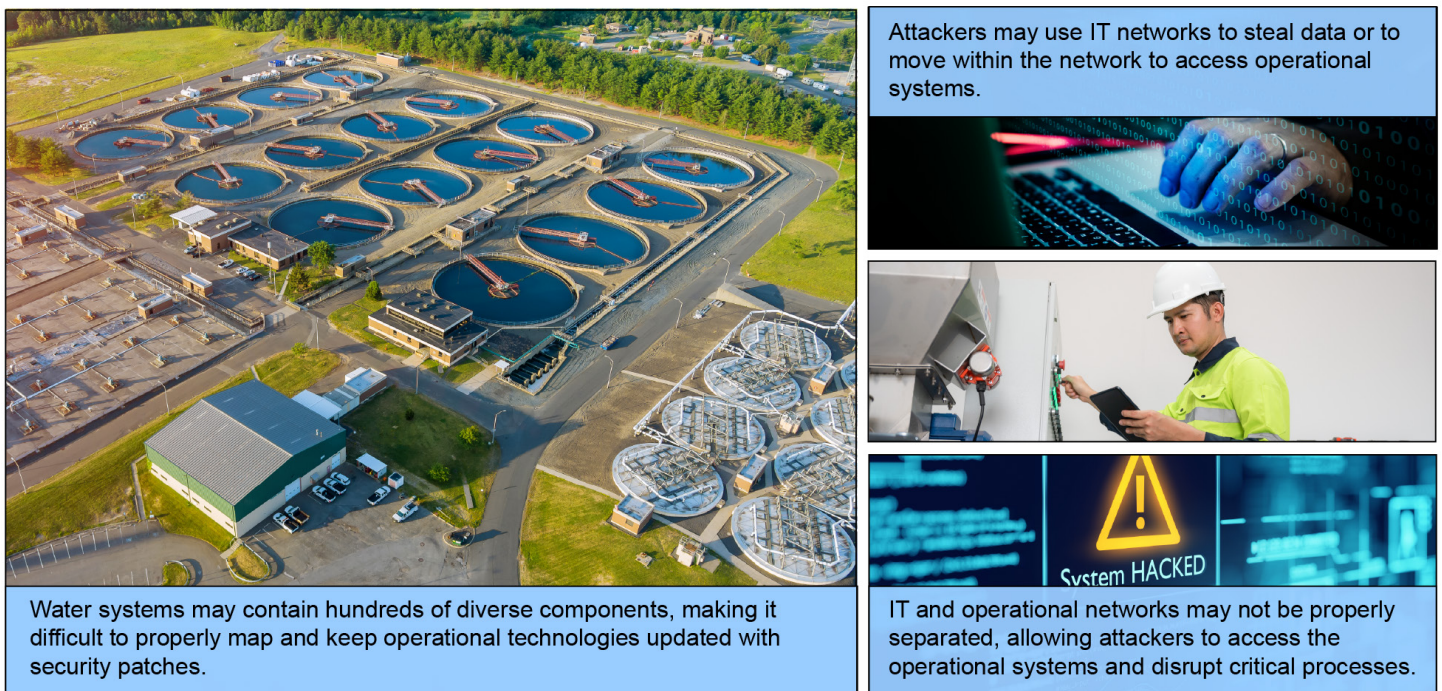 Water systems may contain hundreds of diverse components, making it
difficult to properly map and keep operational technologies updated with
security patches.
Attackers may use IT networks to steal data or to
move within the network to access operational
systems.
System HACKED
IT and operational networks may not be properly
separated, allowing attackers to access the
operational systems and disrupt critical processes.